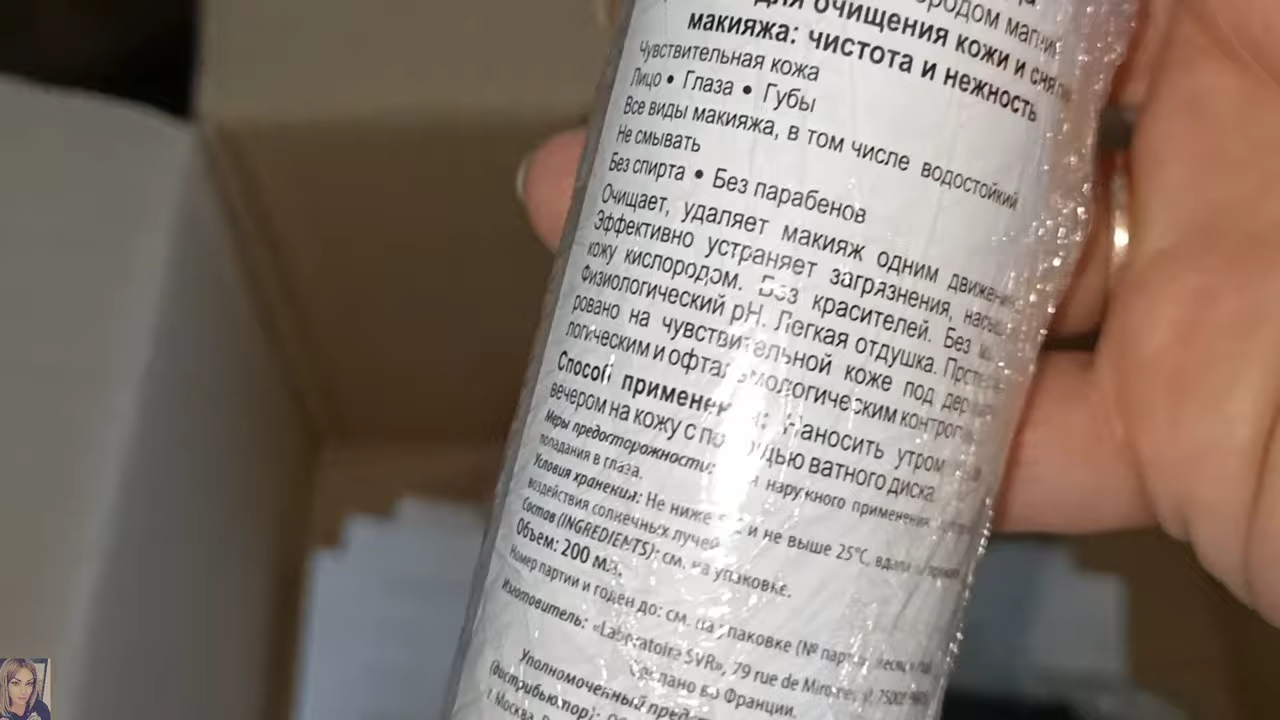 для очищения кожи и
макияжа: чистота и нежность
Чувствительная кожа
Лицо • Глаза • Губы
Все виды макияжа, в том числе водостойкий
Не смывать
Без спирта • Без парабенов
Очищает, удаляет макияж одним
Эффективно устраняет загрязнения,
кожу кислородом. Без красителей. Без
Физиологический pH. Легкая отдушка.
ровано на чувствительной коже под
логическим и офтальмологическим
Способ применения: Наносить утром
вечером на кожу с помощью ватного диска
Меры предосторожности: наружного применения
попадания в глаза.
Условия хранения: Не ниже и не выше 25°C,
воздействия солнечных лучей
Состав (INGREDIENTS): см. на упаковке.
Объем: 200 мл.
Номер партии и годен до: см. на упаковке (№
Изготовитель: «Laboratoire SVR», 79 rue de
Сделано во Франции.
Уполномоченный
(дистрибьютор):
г. Москва,